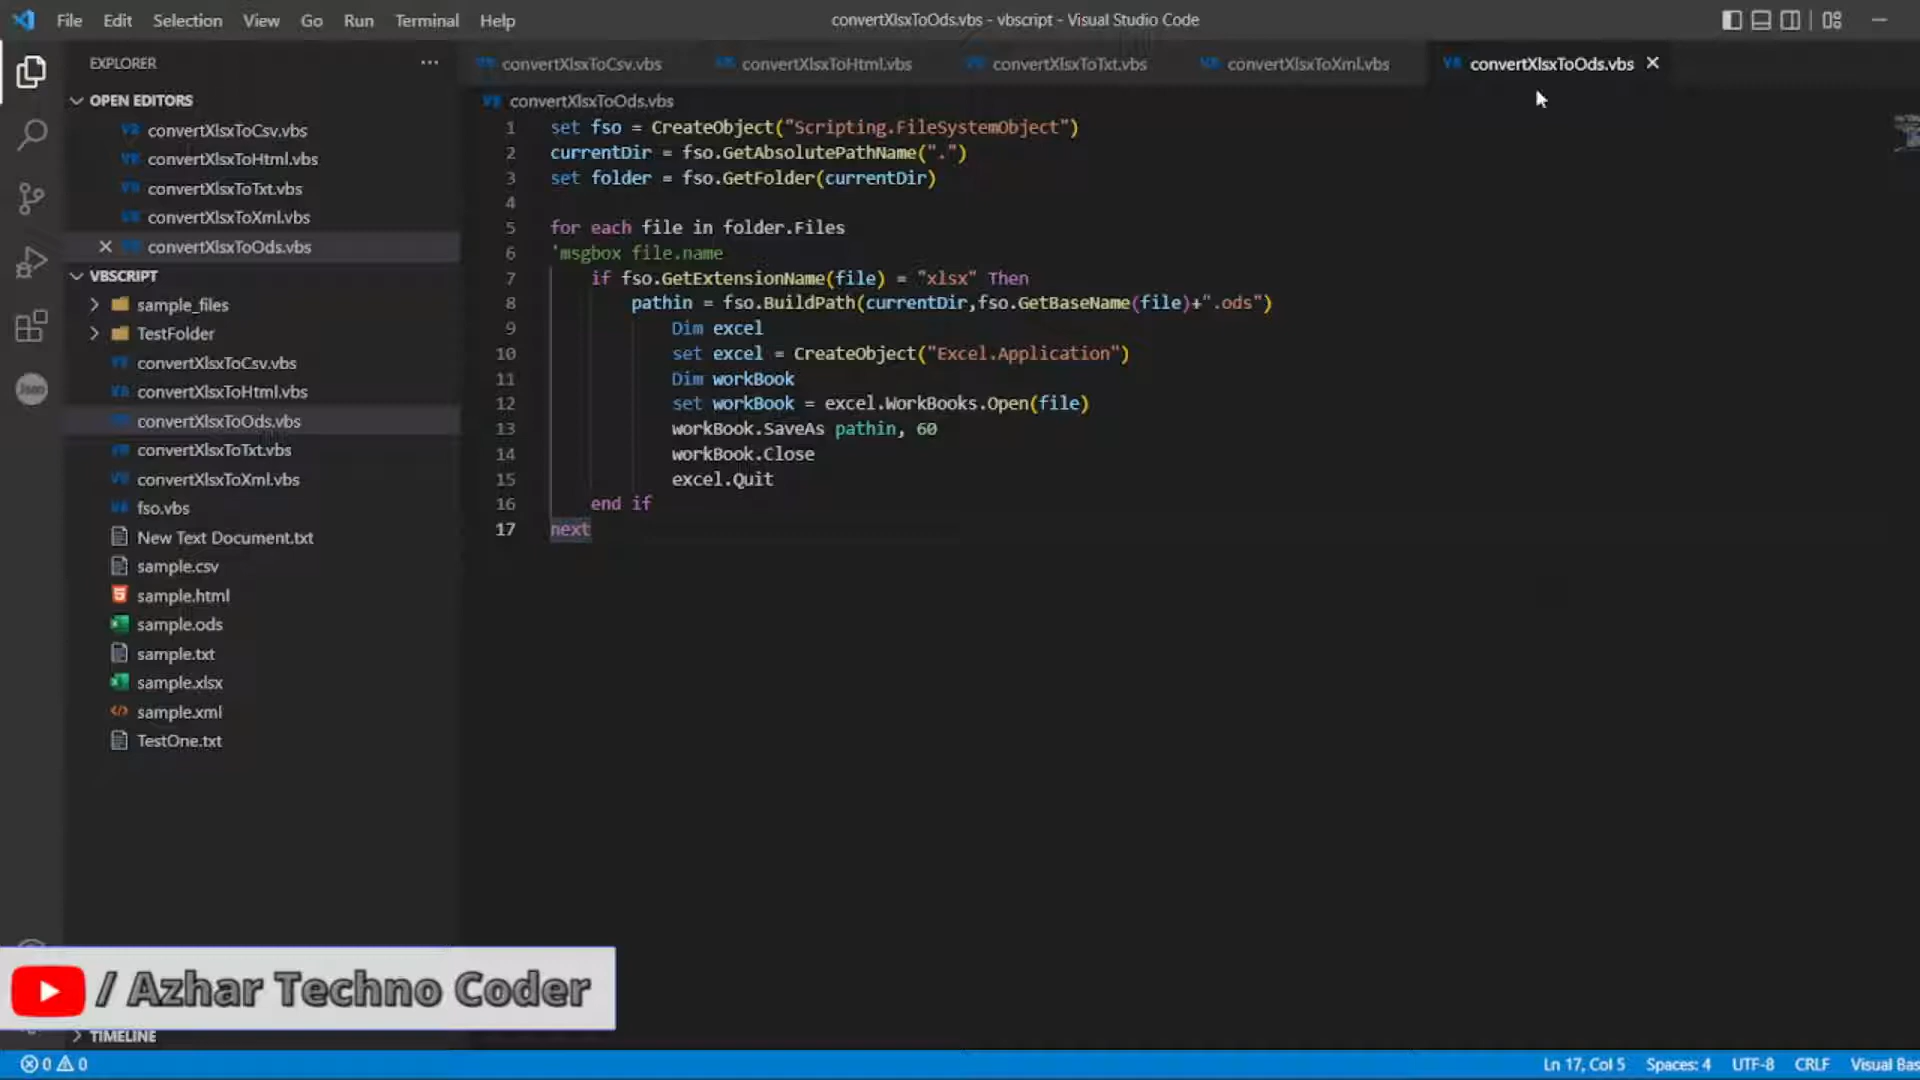 File Edit Selection View Go Run Terminal Help
convertXlsxToOds.vbs - vbscript - Visual Studio Code
EXPLORER
OPEN EDITORS
convertXlsxToCsv.vbs
convertXlsxToHtml.vbs
convertXlsxToTxt.vbs
convertXlsxToXml.vbs
convertXlsxToOds.vbs
VBSCRIPT
sample_files
TestFolder
convertXlsxToCsv.vbs
convertXlsxToHtml.vbs
convertXlsxToOds.vbs
convertXlsxToTxt.vbs
convertXlsxToXml.vbs
fso.vbs
New Text Document.txt
sample.csv
sample.html
sample.ods
sample.txt
sample.xlsx
sample.xml
TestOne.txt
TIMELINE
convertXlsxToCsv.vbs convertXlsxToHtml.vbs convertXlsxToTxt.vbs convertXlsxToXml.vbs convertXlsxToOds.vbs
convertXlsxToOds.vbs
1 set fso = CreateObject("Scripting.FileSystemObject")
2 currentDir = fso.GetAbsolutePathName(".")
3 set folder = fso.GetFolder(currentDir)
4
5 for each file in folder.Files
6 'msgbox file.name
7 if fso.GetExtensionName(file) = "xlsx" Then
8 pathin = fso.BuildPath(currentDir,fso.GetBaseName(file)+".ods")
9 Dim excel
10 set excel = CreateObject("Excel.Application")
11 Dim workBook
12 set workBook = excel.WorkBooks.Open(file)
13 workBook.SaveAs pathin, 60
14 workBook.Close
15 excel.Quit
16 end if
17 next
/ Azhar Techno Coder
0 0
Ln 17, Col 5 Spaces: 4 UTF-8 CRLF Visual Bas